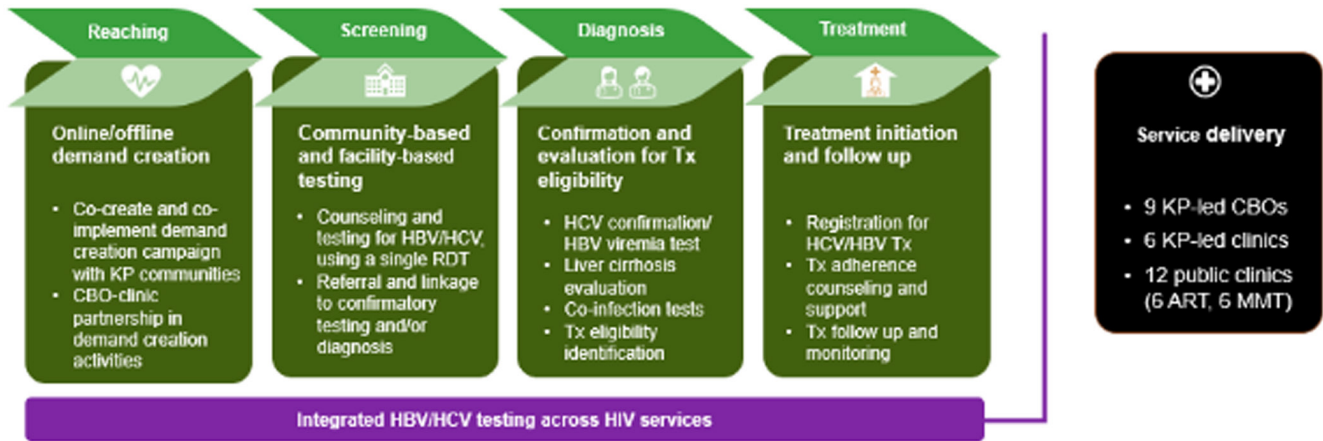 Reaching
Online/offline
demand creation
• Co-create and co-
implement demand
creation campaign
with KP communities
• CBO-clinic
partnership in
demand creation
activities
Screening
Community-based
and facility-based
testing
• Counseling and
testing for HBV/HCV,
using a single RDT
• Referral and linkage
to confirmatory
testing and/or
diagnosis
Diagnosis
Confirmation and
evaluation for Tx
eligibility
• HCV confirmation/
HBV viremia test
• Liver cirrhosis
evaluation
• Co-infection tests
• Tx eligibility
identification
Treatment
Treatment initiation
and follow up
• Registration for
HCV/HBV Tx
• Tx adherence
counseling and
support
• Tx follow up and
monitoring
Integrated HBV/HCV testing across HIV services
Service delivery
• 9 KP-led CBOs
• 6 KP-led clinics
• 12 public clinics
(6 ART, 6 MMT)